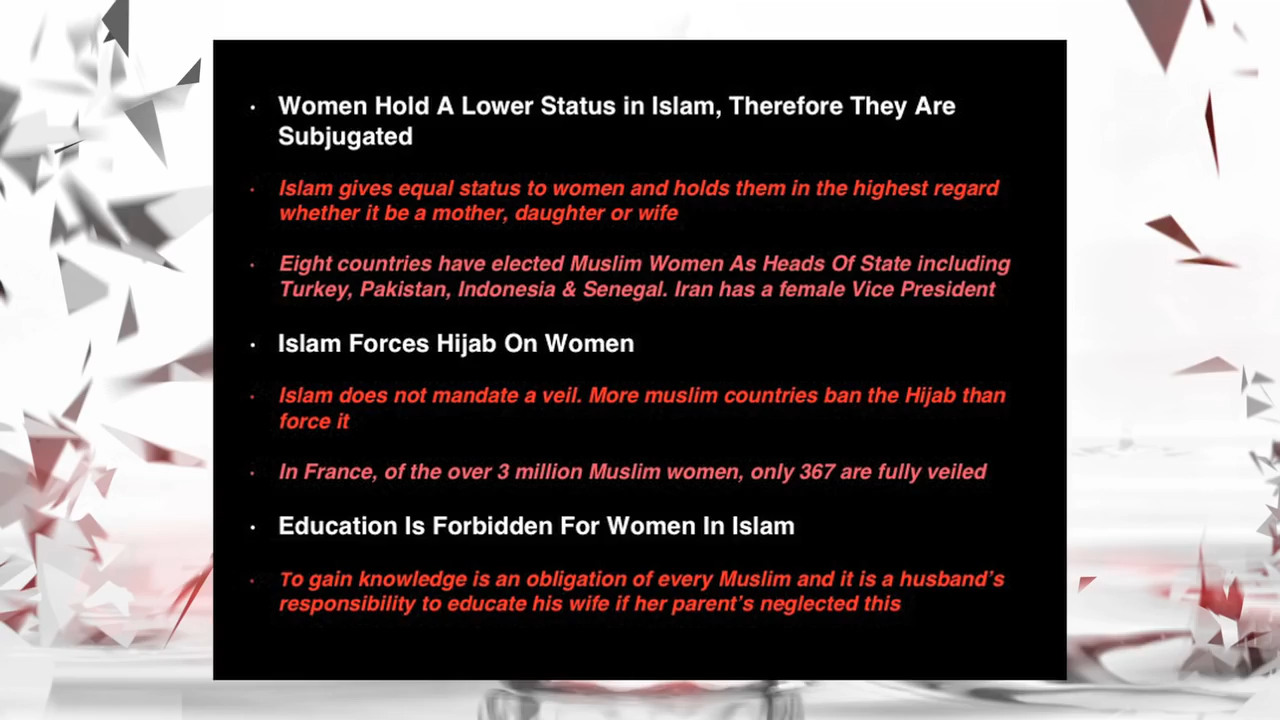 • Women Hold A Lower Status in Islam, Therefore They Are
Subjugated
• Islam gives equal status to women and holds them in the highest regard
whether it be a mother, daughter or wife
• Eight countries have elected Muslim Women As Heads Of State including
Turkey, Pakistan, Indonesia & Senegal. Iran has a female Vice President
• Islam Forces Hijab On Women
• Islam does not mandate a veil. More muslim countries ban the Hijab than
force it
• In France, of the over 3 million Muslim women, only 367 are fully veiled
• Education Is Forbidden For Women In Islam
• To gain knowledge is an obligation of every Muslim and it is a husband’s
responsibility to educate his wife if her parent’s neglected this